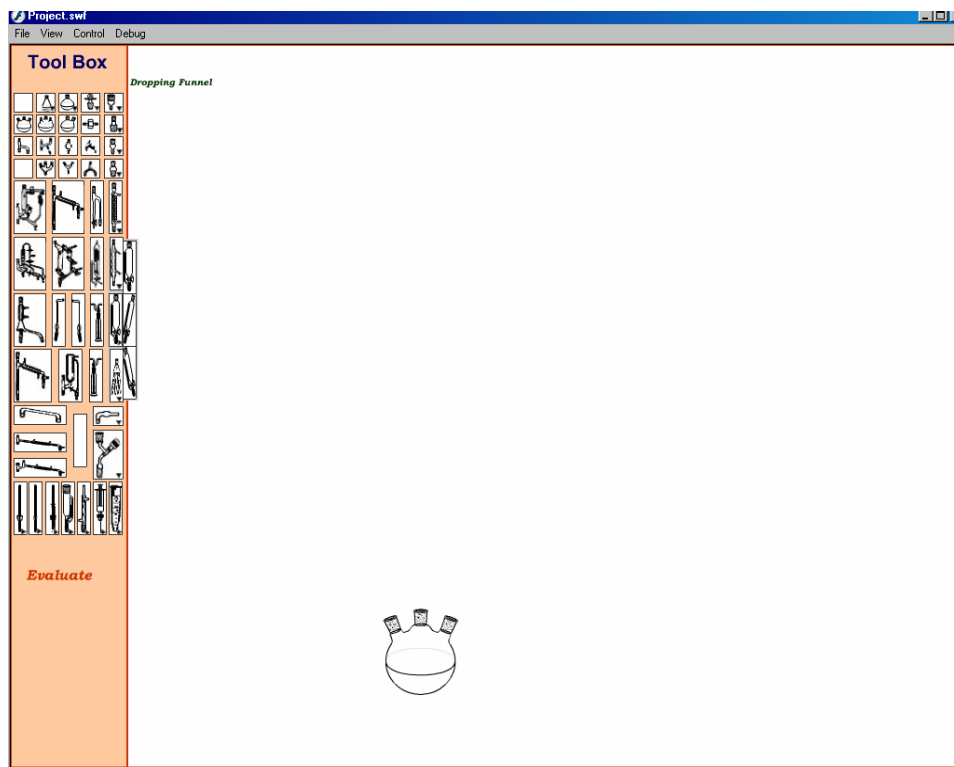 Project.swf
File View Control Debug
Tool Box
Dropping Funnel
Evaluate